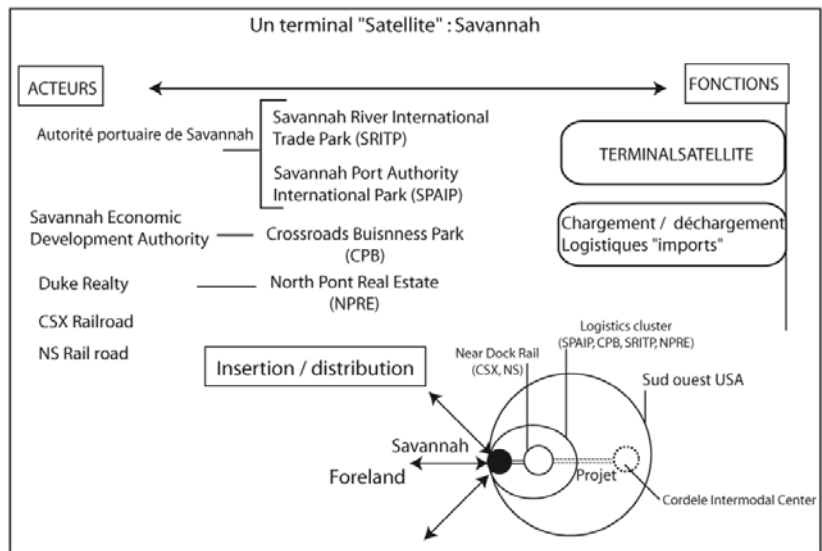 Un terminal "Satellite" : Savannah
ACTEURS
FONCTIONS
Autorité portuaire de Savannah
Savannah River International
Trade Park (SRITP)
Savannah Port Authority
International Park (SPAIP)
TERMINALSATELLITE
Savannah Economic
Development Authority
Crossroads Buisnness Park
(CPB)
Chargement / déchargement
Logistiques "imports"
Duke Realty
North Pont Real Estate
(NPRE)
CSX Railroad
NS Rail road
Insertion / distribution
Near Dock Rail
(CSX, NS)
Logistics cluster
(SPAIP, CPB, SRITP, NPRE)
Sud ouest USA
Savannah
Foreland
Projet
Cordele Intermodal Center